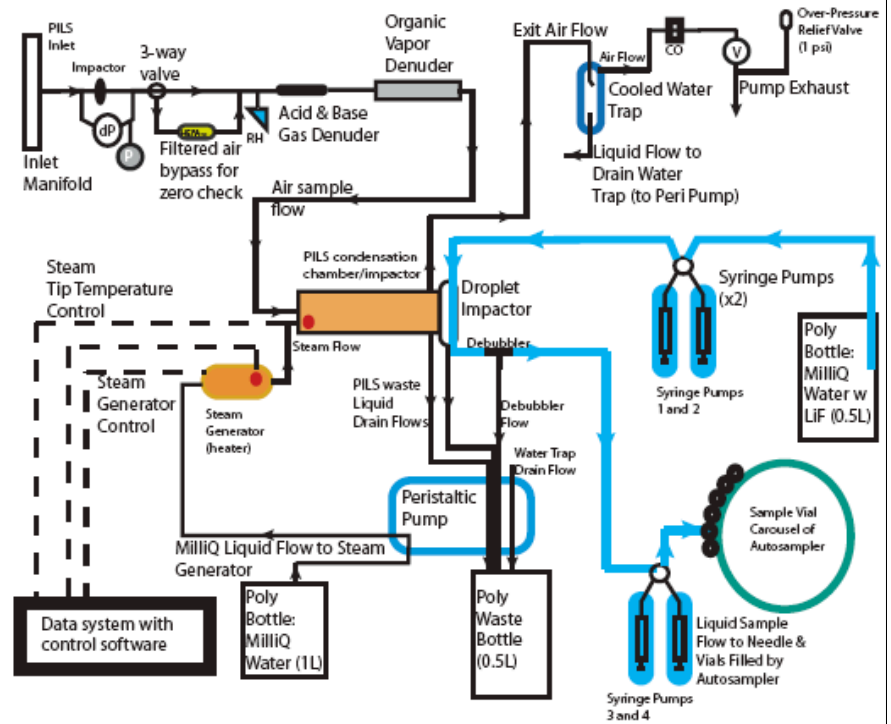 PILS
Inlet
Impactor
3-way
valve
dP
P
Inlet
Manifold
Filtered air
bypass for
zero check
RH
Acid & Base
Gas Denuder
Organic
Vapor
Denuder
Exit Air Flow
Air Flow
CO
V
Over-Pressure
Relief Valve
(1 psi)
Pump Exhaust
Cooled Water
Trap
Liquid Flow to
Drain Water
Trap (to Peri Pump)
Air sample
flow
PILS condensation
chamber/impactor
Droplet
Impactor
Debubbler
Syringe Pumps
(x2)
Syringe Pumps
1 and 2
Poly
Bottle:
MilliQ
Water w
LiF (0.5L)
Steam
Tip Temperature
Control
Steam Flow
Steam
Generator
Control
Steam
Generator
(heater)
PILS waste
Liquid
Drain Flows
Debubbler
Flow
Water Trap
Drain Flow
Peristaltic
Pump
MilliQ Liquid Flow to Steam
Generator
Sample Vial
Carousel of
Autosampler
Data system with
control software
Poly
Bottle:
MilliQ
Water (1L)
Poly
Waste
Bottle
(0.5L)
Liquid Sample
Flow to Needle &
Vials Filled by
Autosampler
Syringe Pumps
3 and 4